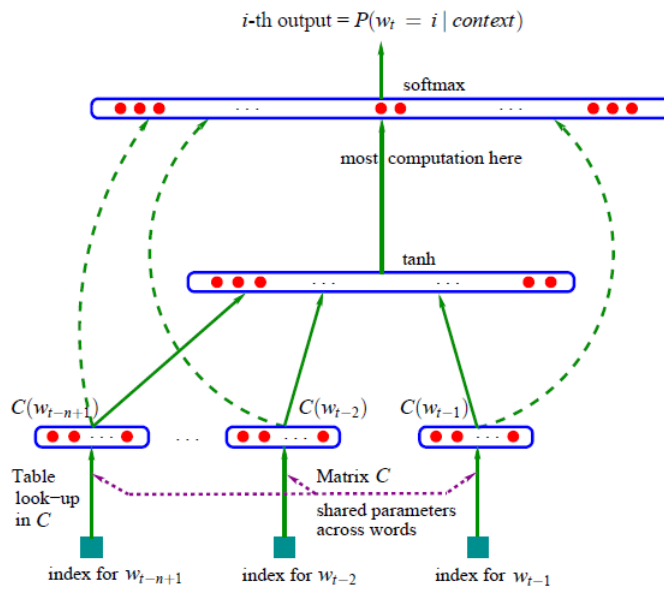 i-th output = P(w_t = i | context)
softmax
. . .
. . .
most computation here
tanh
. . .
. . .
C(w_{t−n+1})
C(w_{t−2})
C(w_{t−1})
. . .
. . .
. . .
. . .
Table
look−up
in C
Matrix C
shared parameters
across words
index for w_{t−n+1}
index for w_{t−2}
index for w_{t−1}